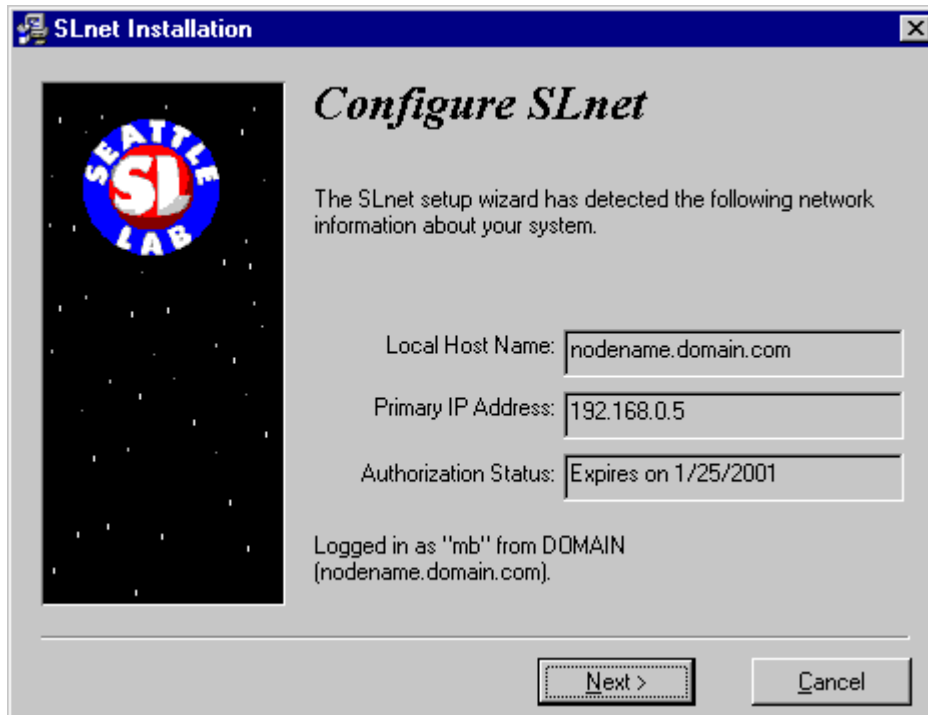 SLnet Installation
SEATTLE
SL
LAB
Configure SLnet
The SLnet setup wizard has detected the following network
information about your system.
Local Host Name: nodename.domain.com
Primary IP Address: 192.168.0.5
Authorization Status: Expires on 1/25/2001
Logged in as "mb" from DOMAIN
(nodename.domain.com).
Next > Cancel